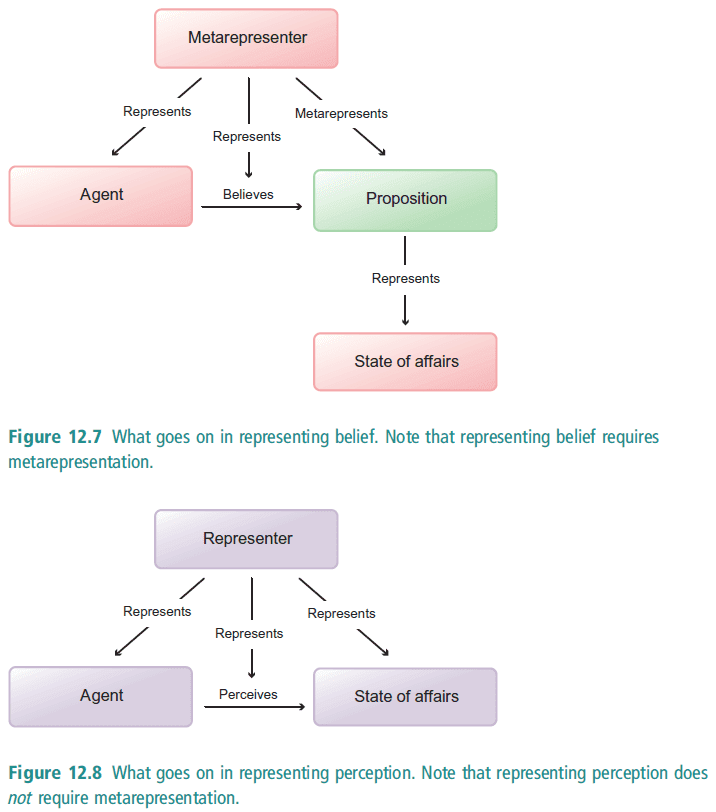 Metarepresenter
Represents
Represents
Metarepresents
Agent
Believes
Proposition
Represents
State of affairs
Figure 12.7 What goes on in representing belief. Note that representing belief requires
metarepresentation.
Representer
Represents
Represents
Represents
Agent
Perceives
State of affairs
Figure 12.8 What goes on in representing perception. Note that representing perception does
not require metarepresentation.